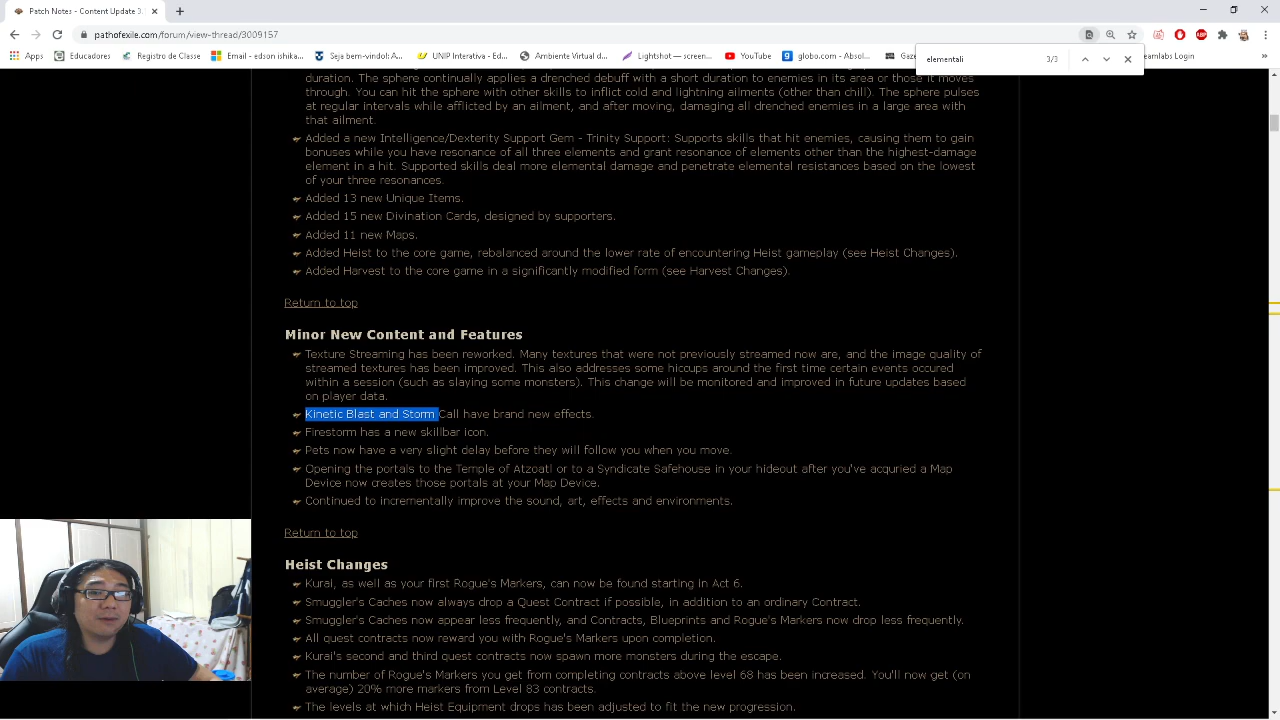 Patch Notes - Content Update 3.
pathofexile.com/forum/view-thread/3009157
Apps
Educadores
Registro de Classe
Email - edson ishika...
Seja bem-vindo(: A...
UNIP Interativa - Ed...
Ambiente Virtual d...
Lightshot — screen...
YouTube
globo.com - Absol...
Gaze
eamlabs Login
elementali
3/3
duration. The sphere continually applies a drenched debuff with a short duration to enemies in its area or those it moves
through. You can hit the sphere with other skills to inflict cold and lightning ailments (other than chill). The sphere pulses
at regular intervals while afflicted by an ailment, and after moving, damaging all drenched enemies in a large area with
that ailment.
Added a new Intelligence/Dexterity Support Gem - Trinity Support: Supports skills that hit enemies, causing them to gain
bonuses while you have resonance of all three elements and grant resonance of elements other than the highest-damage
element in a hit. Supported skills deal more elemental damage and penetrate elemental resistances based on the lowest
of your three resonances.
Added 13 new Unique Items.
Added 15 new Divination Cards, designed by supporters.
Added 11 new Maps.
Added Heist to the core game, rebalanced around the lower rate of encountering Heist gameplay (see Heist Changes).
Added Harvest to the core game in a significantly modified form (see Harvest Changes).
Return to top
Minor New Content and Features
Texture Streaming has been reworked. Many textures that were not previously streamed now are, and the image quality of
streamed textures has been improved. This also addresses some hiccups around the first time certain events occured
within a session (such as slaying some monsters). This change will be monitored and improved in future updates based
on player data.
Kinetic Blast and Storm Call have brand new effects.
Firestorm has a new skillbar icon.
Pets now have a very slight delay before they will follow you when you move.
Opening the portals to the Temple of Atzoatl or to a Syndicate Safehouse in your hideout after you've acquried a Map
Device now creates those portals at your Map Device.
Continued to incrementally improve the sound, art, effects and environments.
Return to top
Heist Changes
Kurai, as well as your first Rogue's Markers, can now be found starting in Act 6.
Smuggler's Caches now always drop a Quest Contract if possible, in addition to an ordinary Contract.
Smuggler's Caches now appear less frequently, and Contracts, Blueprints and Rogue's Markers now drop less frequently.
All quest contracts now reward you with Rogue's Markers upon completion.
Kurai's second and third quest contracts now spawn more monsters during the escape.
The number of Rogue's Markers you get from completing contracts above level 68 has been increased. You'll now get (on
average) 20% more markers from Level 83 contracts.
The levels at which Heist Equipment drops has been adjusted to fit the new progression.